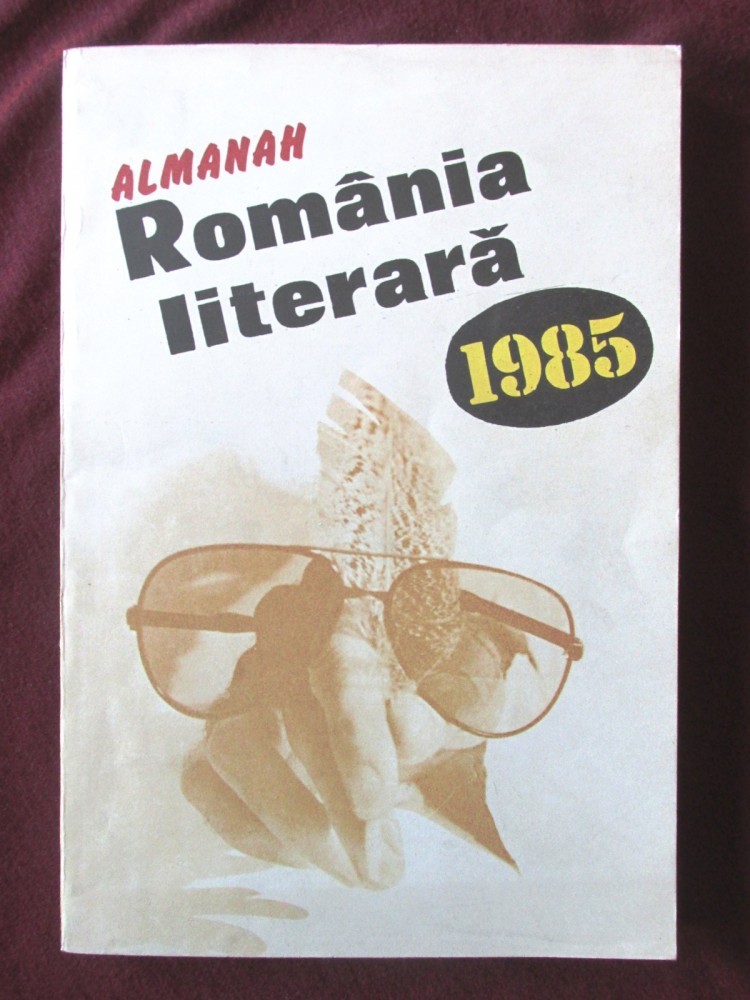 ALMANAH
România
literară
1985